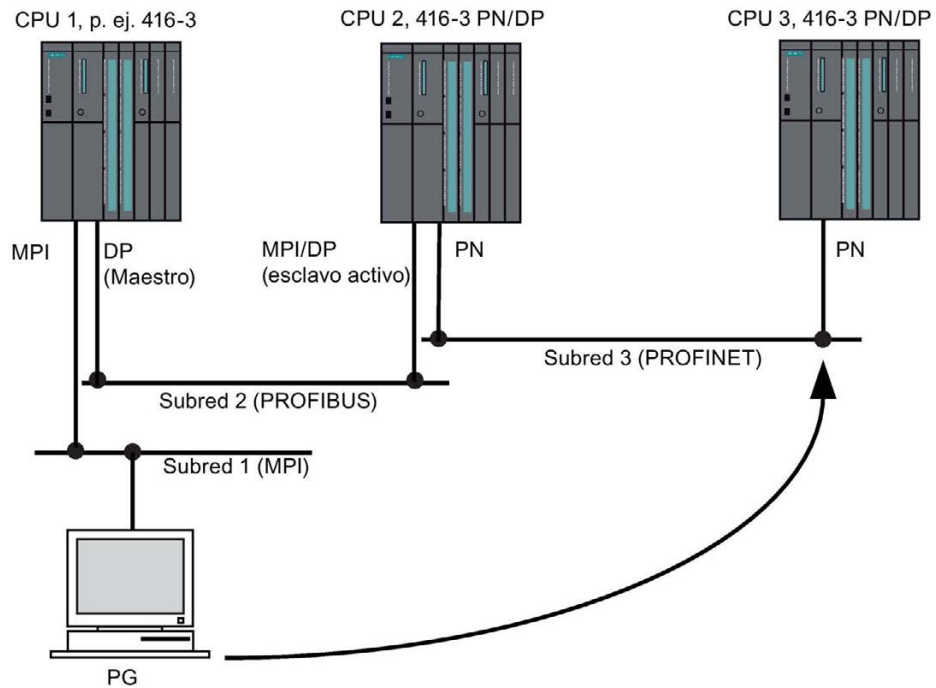 CPU 1, p. ej. 416-3
CPU 2, 416-3 PN/DP
CPU 3, 416-3 PN/DP
MPI
DP
(Maestro)
MPI/DP
(esclavo activo)
PN
PN
Subred 3 (PROFINET)
Subred 2 (PROFIBUS)
Subred 1 (MPI)
PG